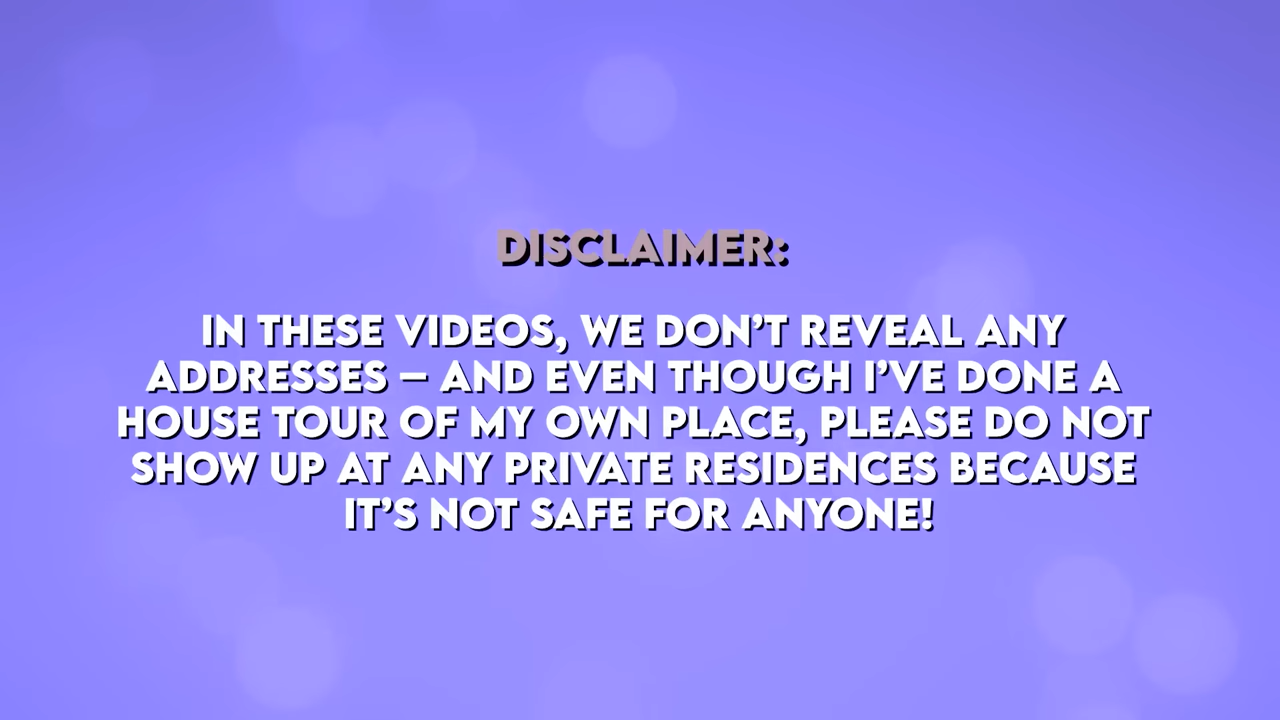 DISCLAIMER:
IN THESE VIDEOS, WE DON'T REVEAL ANY
ADDRESSES – AND EVEN THOUGH I'VE DONE A
HOUSE TOUR OF MY OWN PLACE, PLEASE DO NOT
SHOW UP AT ANY PRIVATE RESIDENCES BECAUSE
IT'S NOT SAFE FOR ANYONE!